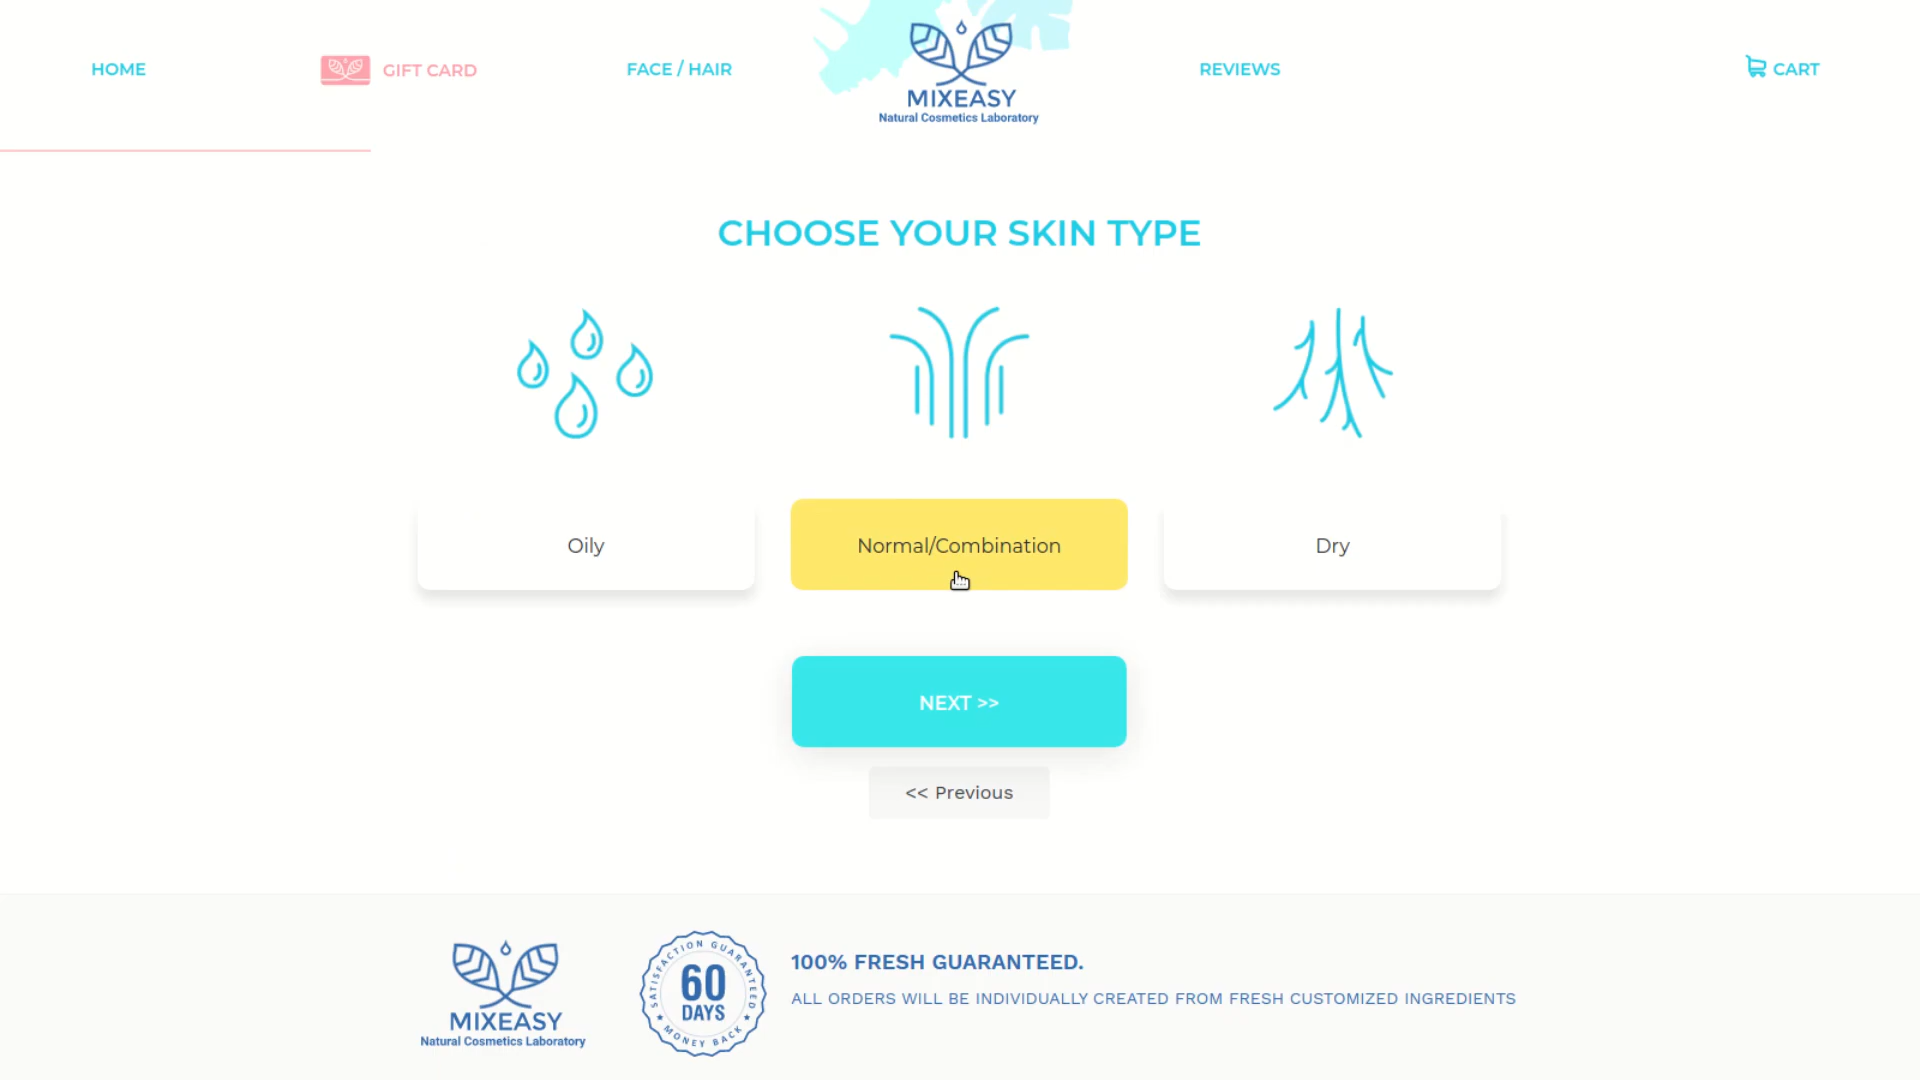 HOME
GIFT CARD
FACE / HAIR
MIXEASY
Natural Cosmetics Laboratory
REVIEWS
CART
CHOOSE YOUR SKIN TYPE
Oily
Normal/Combination
Dry
NEXT >>
<< Previous
MIXEASY
Natural Cosmetics Laboratory
SATISFACTION GUARANTEED
60
DAYS
MONEY BACK
100% FRESH GUARANTEED.
ALL ORDERS WILL BE INDIVIDUALLY CREATED FROM FRESH CUSTOMIZED INGREDIENTS